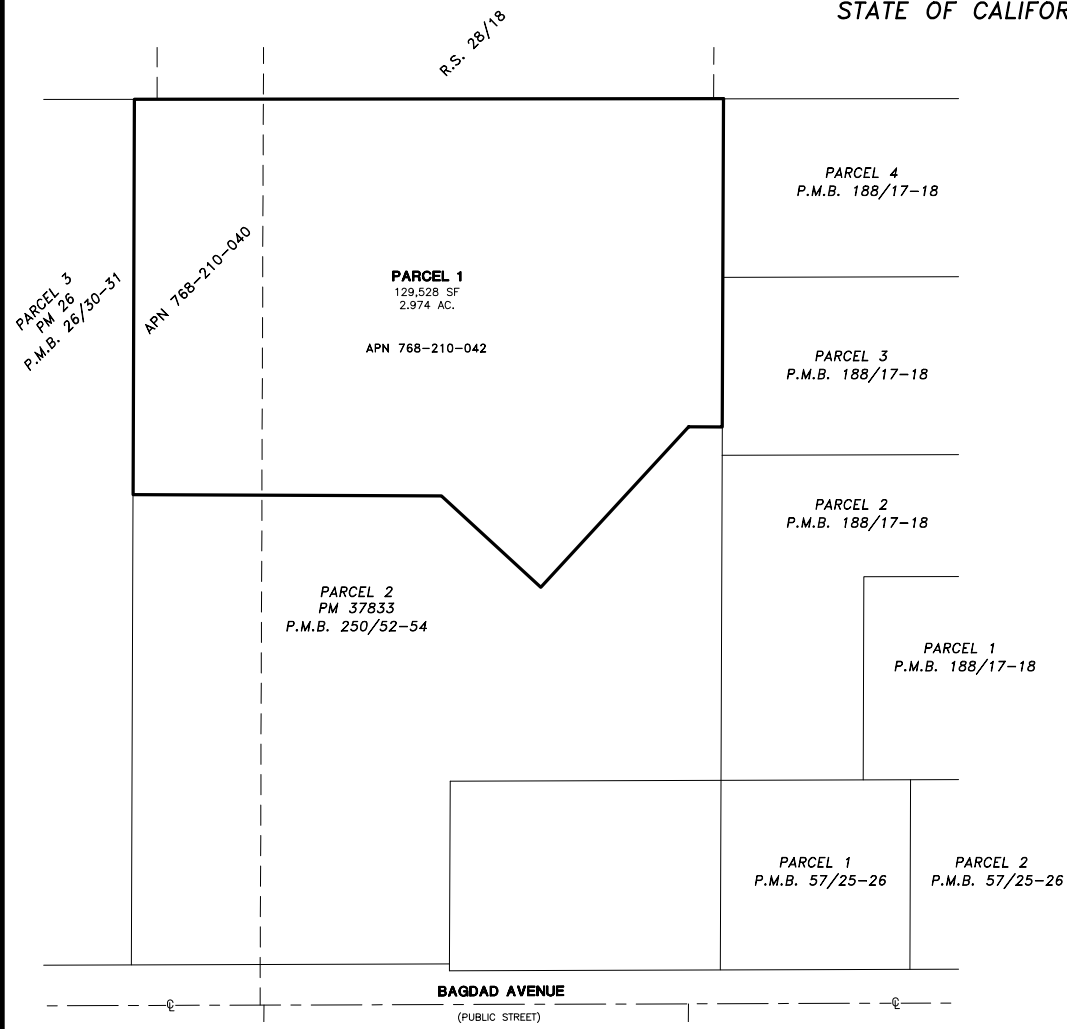 STATE OF CALIFOR
R.S. 28/18
PARCEL 4
P.M.B. 188/17-18
APN 768-210-040
PARCEL 3
PM 26
P.M.B. 26/30-31
PARCEL 1
129,528 SF
2.974 AC.
APN 768-210-042
PARCEL 3
P.M.B. 188/17-18
PARCEL 2
P.M.B. 188/17-18
PARCEL 2
PM 37833
P.M.B. 250/52-54
PARCEL 1
P.M.B. 188/17-18
PARCEL 1
P.M.B. 57/25-26
PARCEL 2
P.M.B. 57/25-26
BAGDAD AVENUE
℄
℄
(PUBLIC STREET)